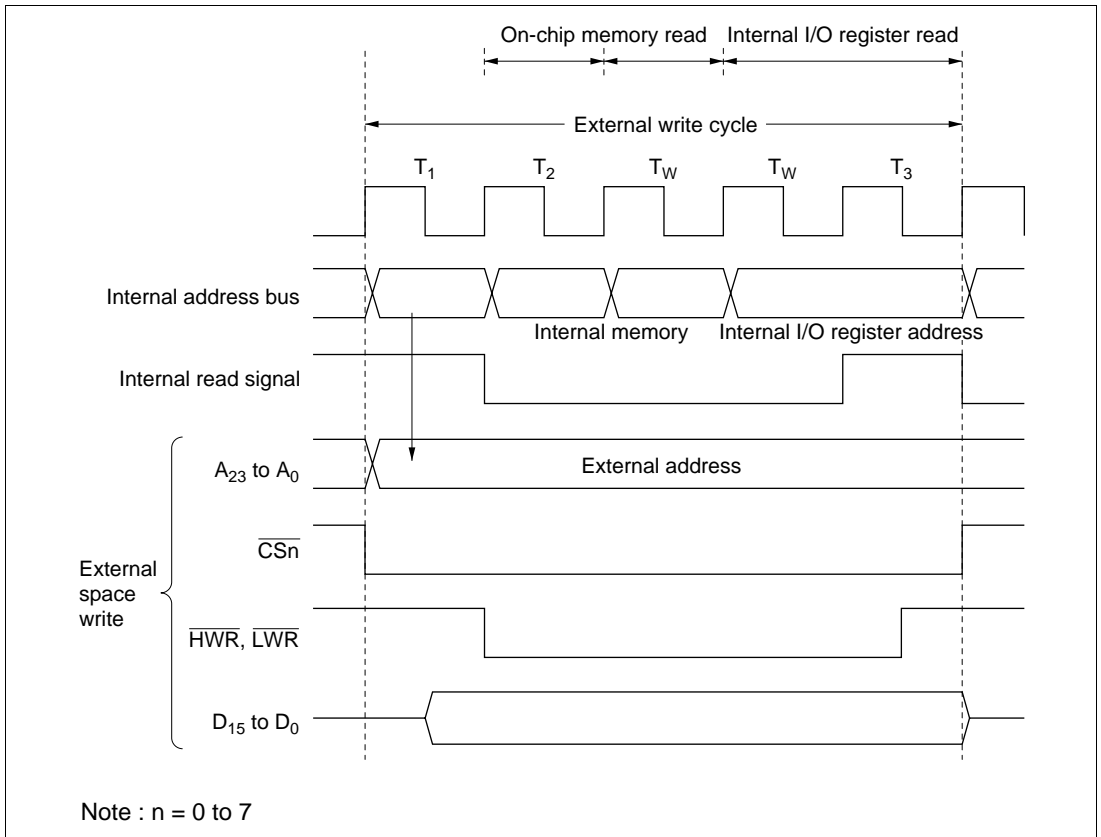 On-chip memory read Internal I/O register read
External write cycle
T1 T2 TW TW T3
Internal address bus
Internal memory Internal I/O register address
Internal read signal
A23 to A0 External address
CSn
External
space
write
HWR, LWR
D15 to D0
Note : n = 0 to 7